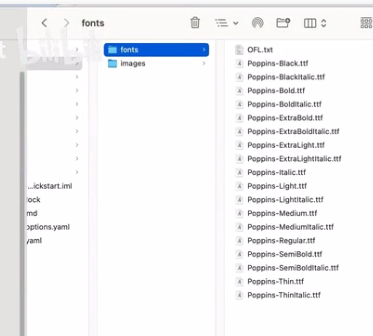 fonts
fonts
images
...ickstart.iml
ock
md
options.yaml
yaml
OFL.txt
Poppins-Black.ttf
Poppins-BlackItalic.ttf
Poppins-Bold.ttf
Poppins-BoldItalic.ttf
Poppins-ExtraBold.ttf
Poppins-ExtraBoldItalic.ttf
Poppins-ExtraLight.ttf
Poppins-ExtraLightItalic.ttf
Poppins-Italic.ttf
Poppins-Light.ttf
Poppins-LightItalic.ttf
Poppins-Medium.ttf
Poppins-MediumItalic.ttf
Poppins-Regular.ttf
Poppins-SemiBold.ttf
Poppins-SemiBoldItalic.ttf
Poppins-Thin.ttf
Poppins-ThinItalic.ttf